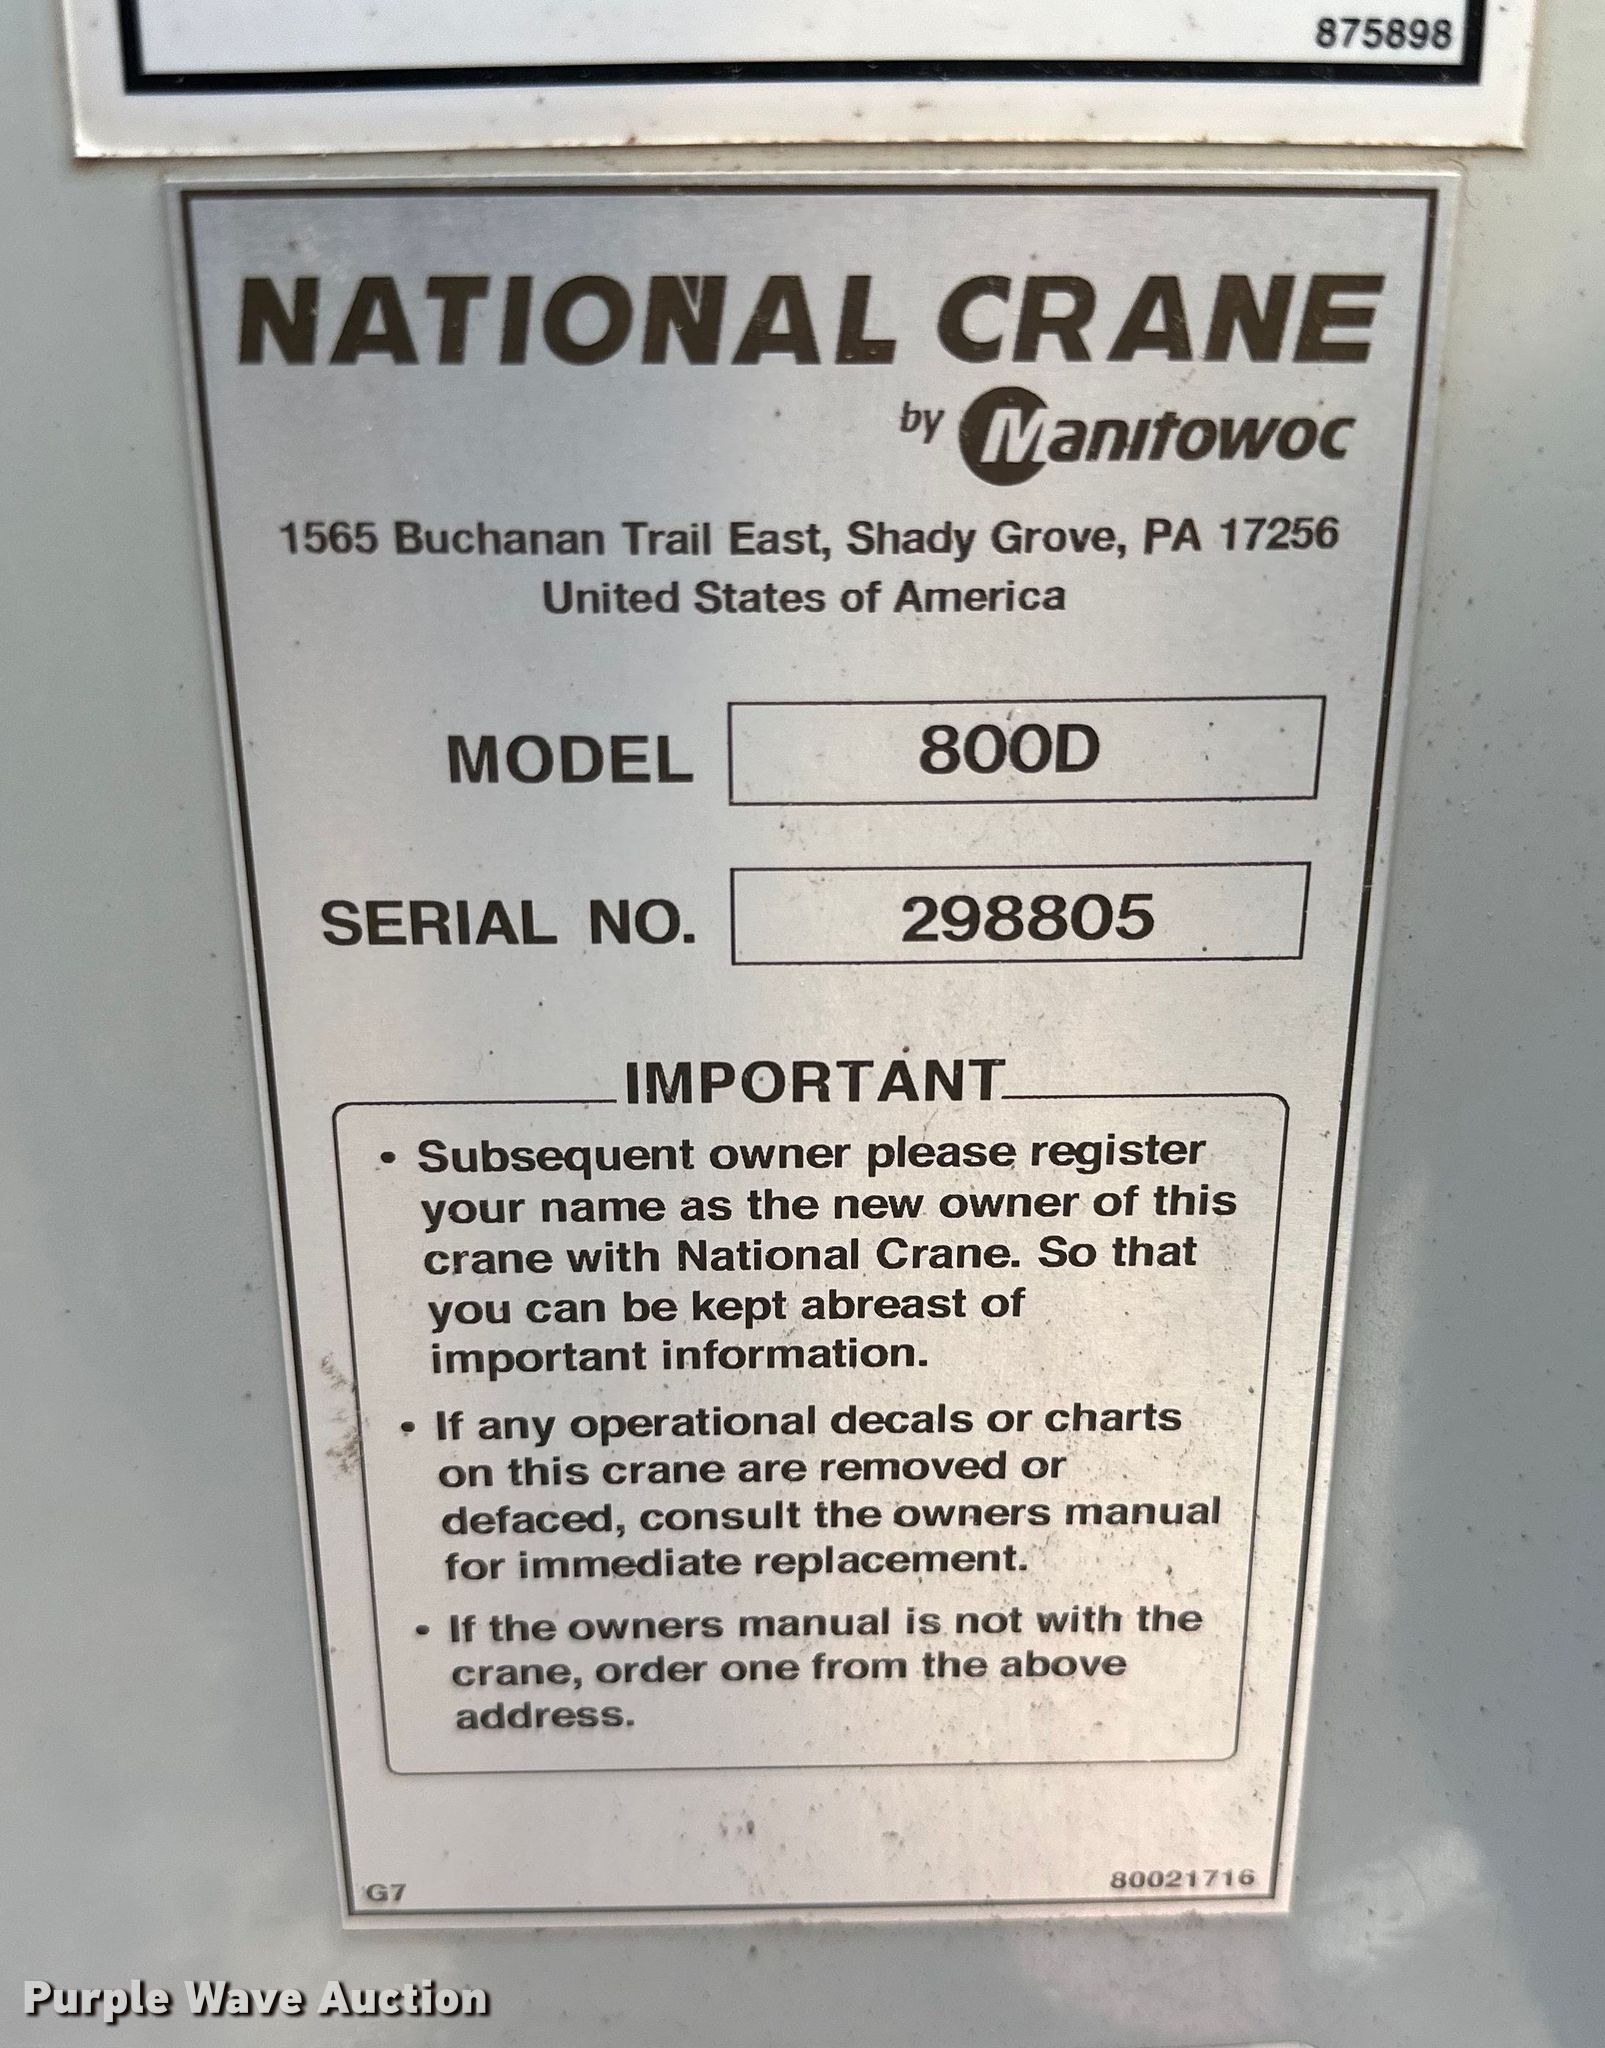 875898
NATIONAL CRANE
by Manitowoc
1565 Buchanan Trail East, Shady Grove, PA 17256
United States of America
MODEL 800D
SERIAL NO. 298805
IMPORTANT
• Subsequent owner please register
your name as the new owner of this
crane with National Crane. So that
you can be kept abreast of
important information.
• If any operational decals or charts
on this crane are removed or
defaced, consult the owners manual
for immediate replacement.
• If the owners manual is not with the
crane, order one from the above
address.
G7 80021716
Purple Wave Auction